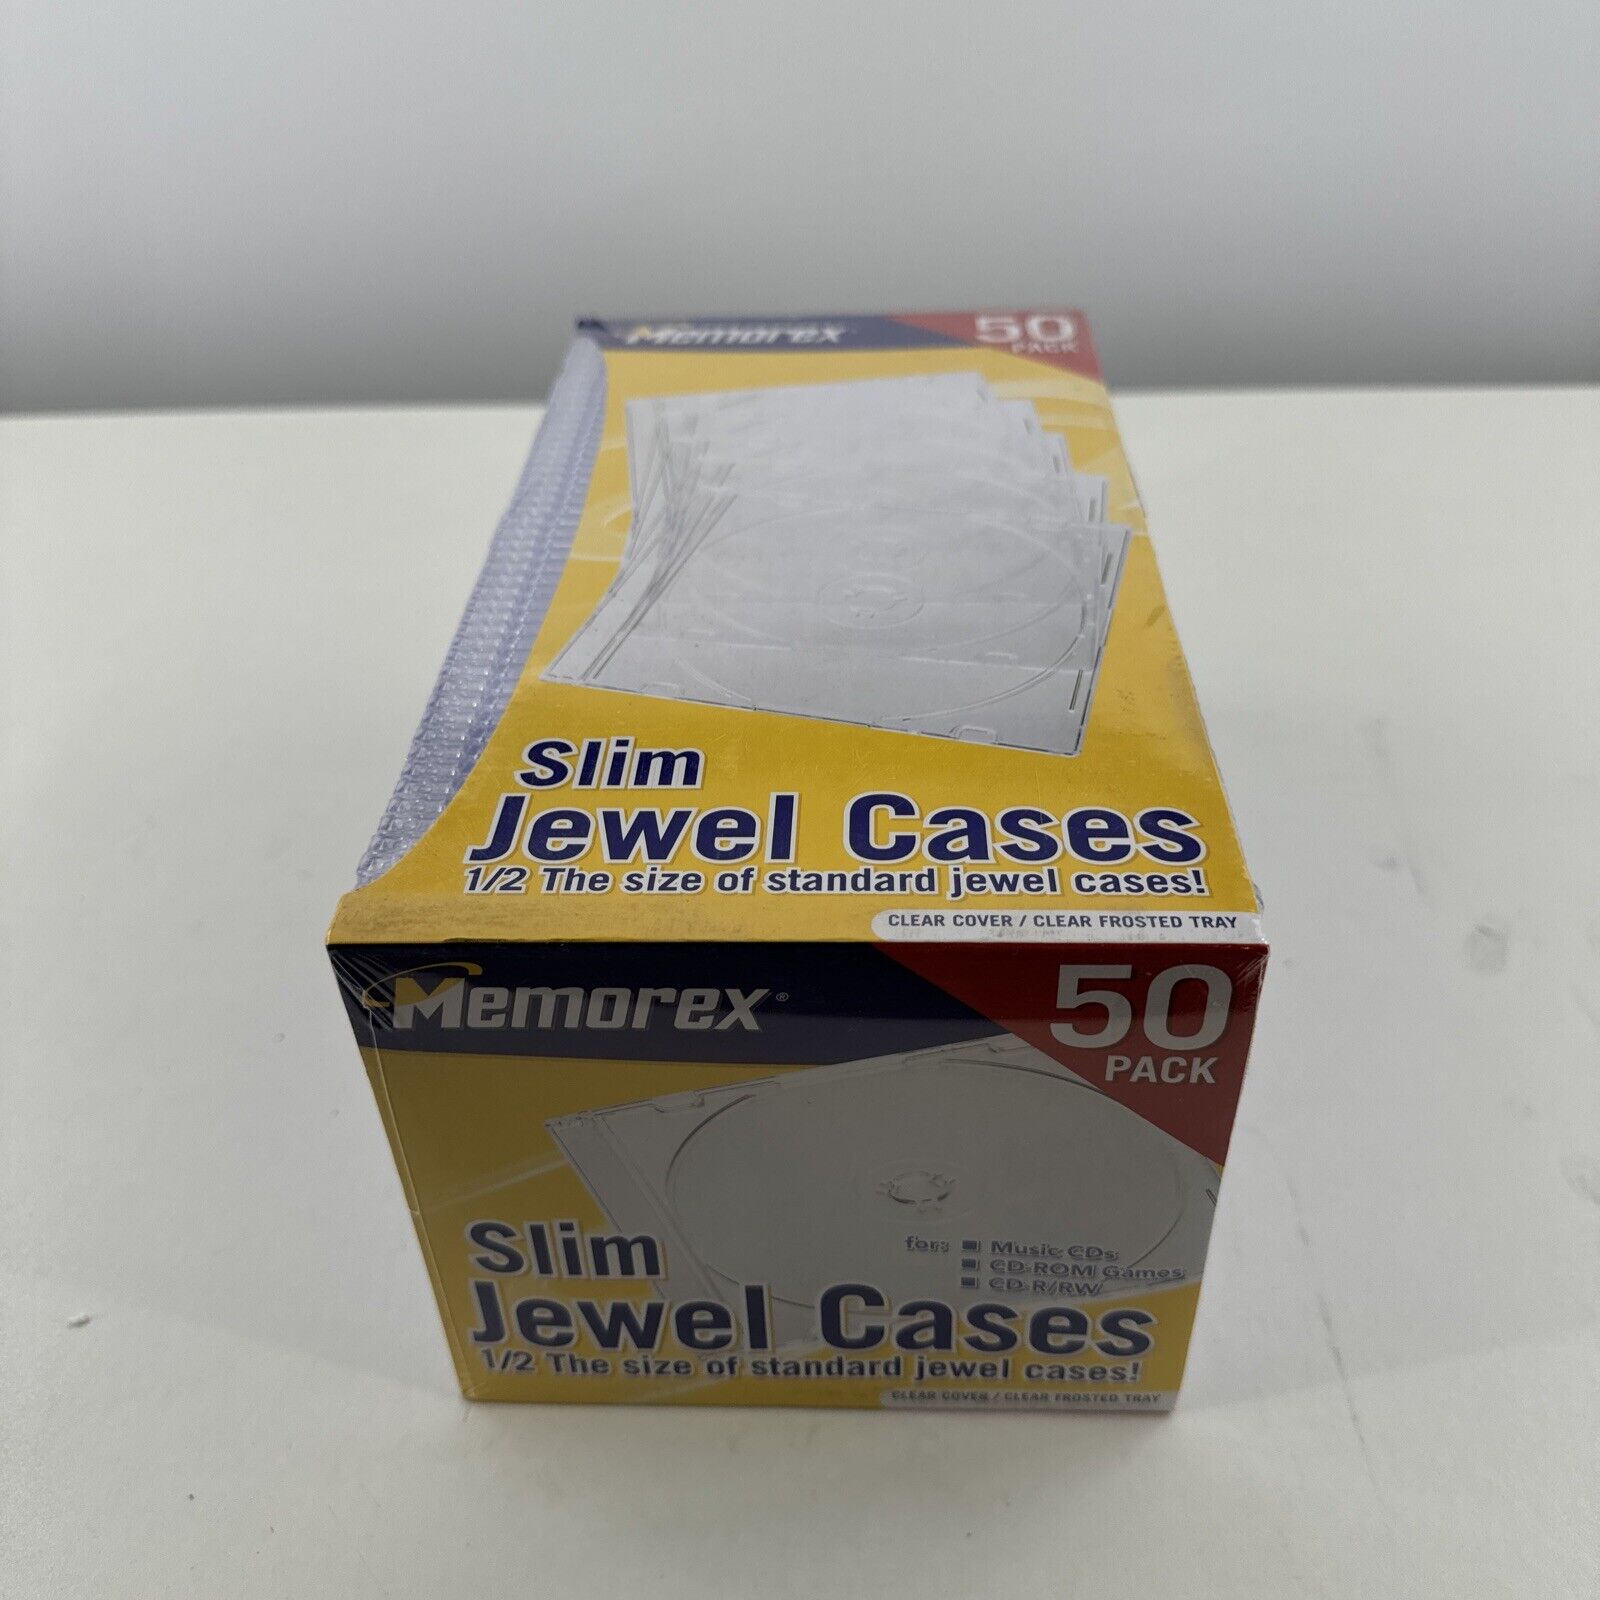 Memorex
50
PACK
Slim
Jewel Cases
1/2 The size of standard jewel cases!
CLEAR COVER / CLEAR FROSTED TRAY
Memorex®
50
PACK
for: ■ Music CDs
■ CD-ROM Games
■ CD-R/RW
Slim
Jewel Cases
1/2 The size of standard jewel cases!
CLEAR COVER / CLEAR FROSTED TRAY